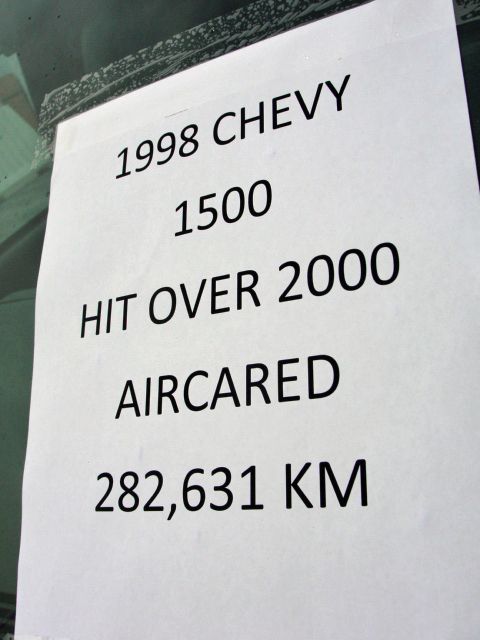 1998 CHEVY
1500
HIT OVER 2000
AIRCARED
282,631 KM